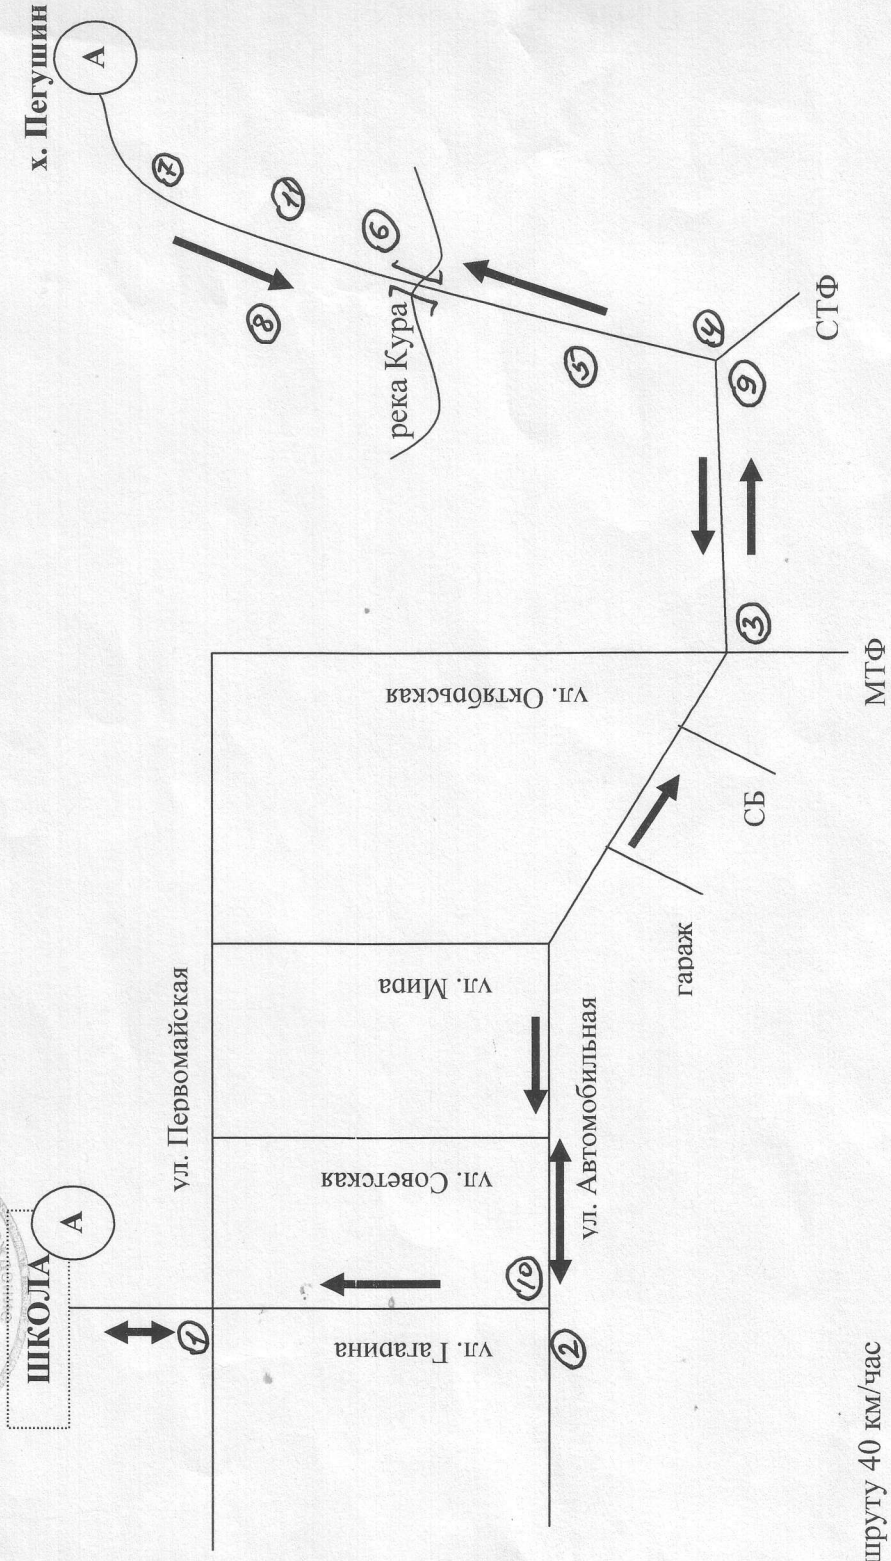 ШКОЛА
А
х. Пегушин
А
ул. Первомайская
1
7
8
11
6
река Кура
ул. Гагарина
ул. Советская
ул. Мира
ул. Октябрьская
10
2
ул. Автомобильная
5
4
9
3
гараж
СБ
МТФ
СТФ
шруту 40 км/час